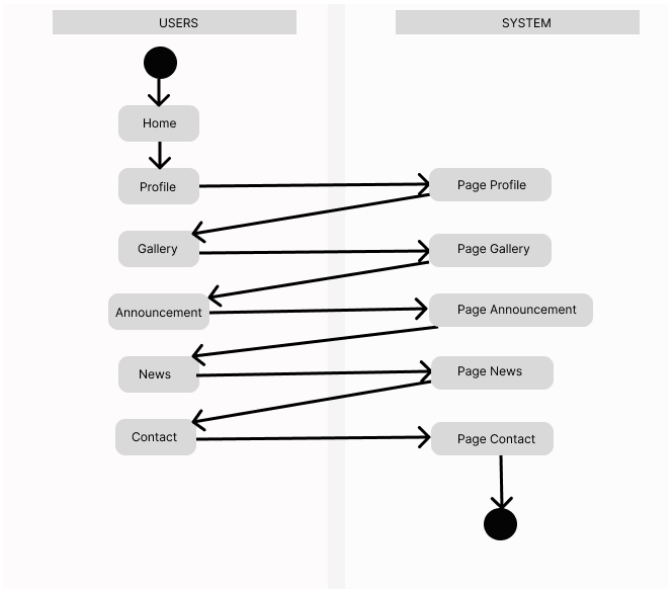 USERS
SYSTEM
Home
Profile
Page Profile
Gallery
Page Gallery
Announcement
Page Announcement
News
Page News
Contact
Page Contact